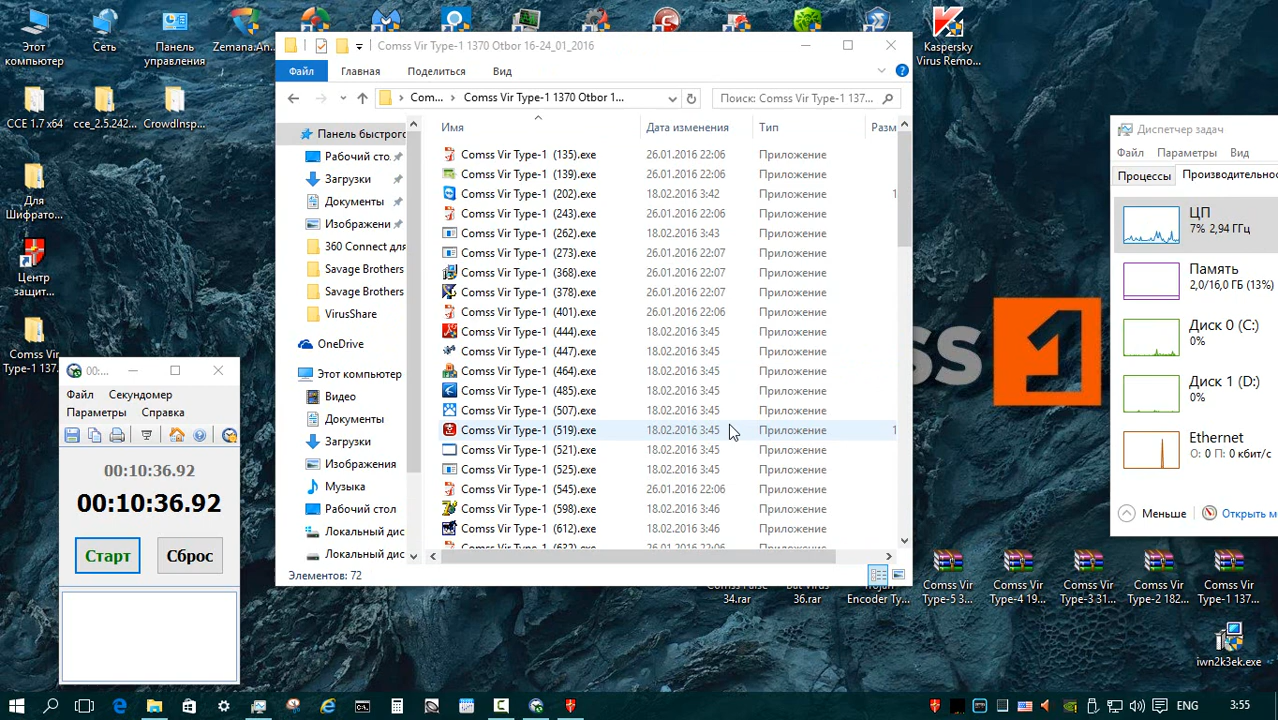 Этот
компьютер
Сеть
Панель
управления
Zemana.An...
Kaspersky
Virus Remo...
CCE 1.7 x64
cce_2.5.242...
CrowdInsp...
Для
Шифрато...
Центр
защит...
Comss Vir
Type-1 137...
Comss Vir Type-1 1370 Otbor 16-24_01_2016
Файл
Главная
Поделиться
Вид
Com...
Comss Vir Type-1 1370 Otbor 1...
Поиск: Comss Vir Type-1 137...
Имя
Дата изменения
Тип
Разм
Панель быстрого
Рабочий сто.
Загрузки
Документы
Изображени
360 Connect для
Savage Brothers
Savage Brothers
VirusShare
OneDrive
Этот компьютер
Видео
Документы
Загрузки
Изображения
Музыка
Рабочий стол
Локальный дис
Локальный дис
Comss Vir Type-1 (135).exe 26.01.2016 22:06 Приложение
Comss Vir Type-1 (139).exe 26.01.2016 22:06 Приложение
Comss Vir Type-1 (202).exe 18.02.2016 3:42 Приложение 1
Comss Vir Type-1 (243).exe 26.01.2016 22:06 Приложение
Comss Vir Type-1 (262).exe 18.02.2016 3:43 Приложение
Comss Vir Type-1 (273).exe 26.01.2016 22:07 Приложение
Comss Vir Type-1 (368).exe 26.01.2016 22:07 Приложение
Comss Vir Type-1 (378).exe 26.01.2016 22:07 Приложение
Comss Vir Type-1 (401).exe 26.01.2016 22:06 Приложение
Comss Vir Type-1 (444).exe 18.02.2016 3:45 Приложение
Comss Vir Type-1 (447).exe 18.02.2016 3:45 Приложение
Comss Vir Type-1 (464).exe 18.02.2016 3:45 Приложение
Comss Vir Type-1 (485).exe 18.02.2016 3:45 Приложение
Comss Vir Type-1 (507).exe 18.02.2016 3:45 Приложение
Comss Vir Type-1 (519).exe 18.02.2016 3:45 Приложение 1
Comss Vir Type-1 (521).exe 18.02.2016 3:45 Приложение
Comss Vir Type-1 (525).exe 18.02.2016 3:45 Приложение
Comss Vir Type-1 (545).exe 26.01.2016 22:06 Приложение
Comss Vir Type-1 (598).exe 18.02.2016 3:46 Приложение
Comss Vir Type-1 (612).exe 18.02.2016 3:46 Приложение
Элементов: 72
Диспетчер задач
Файл Параметры Вид
Процессы
Производительнос
ЦП
7% 2,94 ГГц
Память
2,0/16,0 ГБ (13%)
Диск 0 (C:)
0%
Диск 1 (D:)
0%
Ethernet
О: 0 П: 0 кбит/с
Меньше
Открыть м
ss 1
00:...
Файл Секундомер
Параметры Справка
00:10:36.92
00:10:36.92
Старт
Сброс
34.rar
36.rar
Encoder Ty...
Comss Vir
Type-5 3...
Comss Vir
Type-4 19...
Comss Vir
Type-3 31...
Comss Vir
Type-2 182...
Comss Vir
Type-1 137...
iwn2k3ek.exe
ENG
3:55